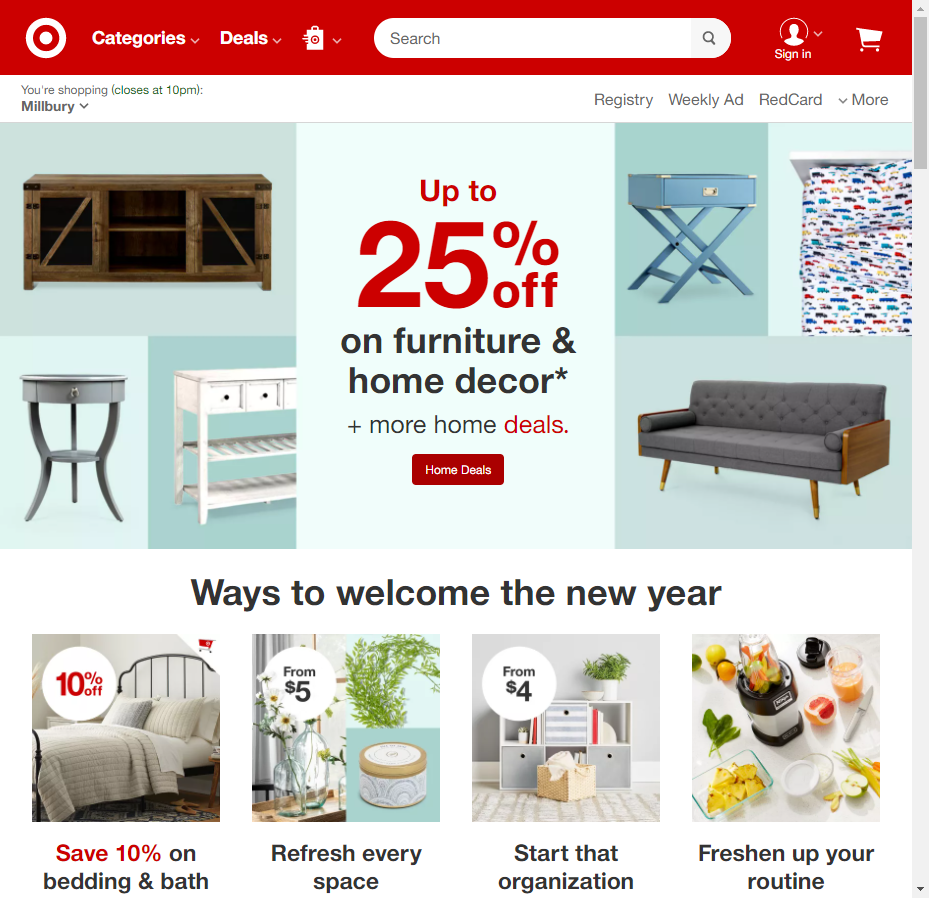 Categories Deals Search Sign in
You're shopping (closes at 10pm):
Millbury
Registry Weekly Ad RedCard More
Up to
25% off
on furniture &
home decor*
+ more home deals.
Home Deals
Ways to welcome the new year
10% off
From
$5
From
$4
Save 10% on
bedding & bath
Refresh every
space
Start that
organization
Freshen up your
routine